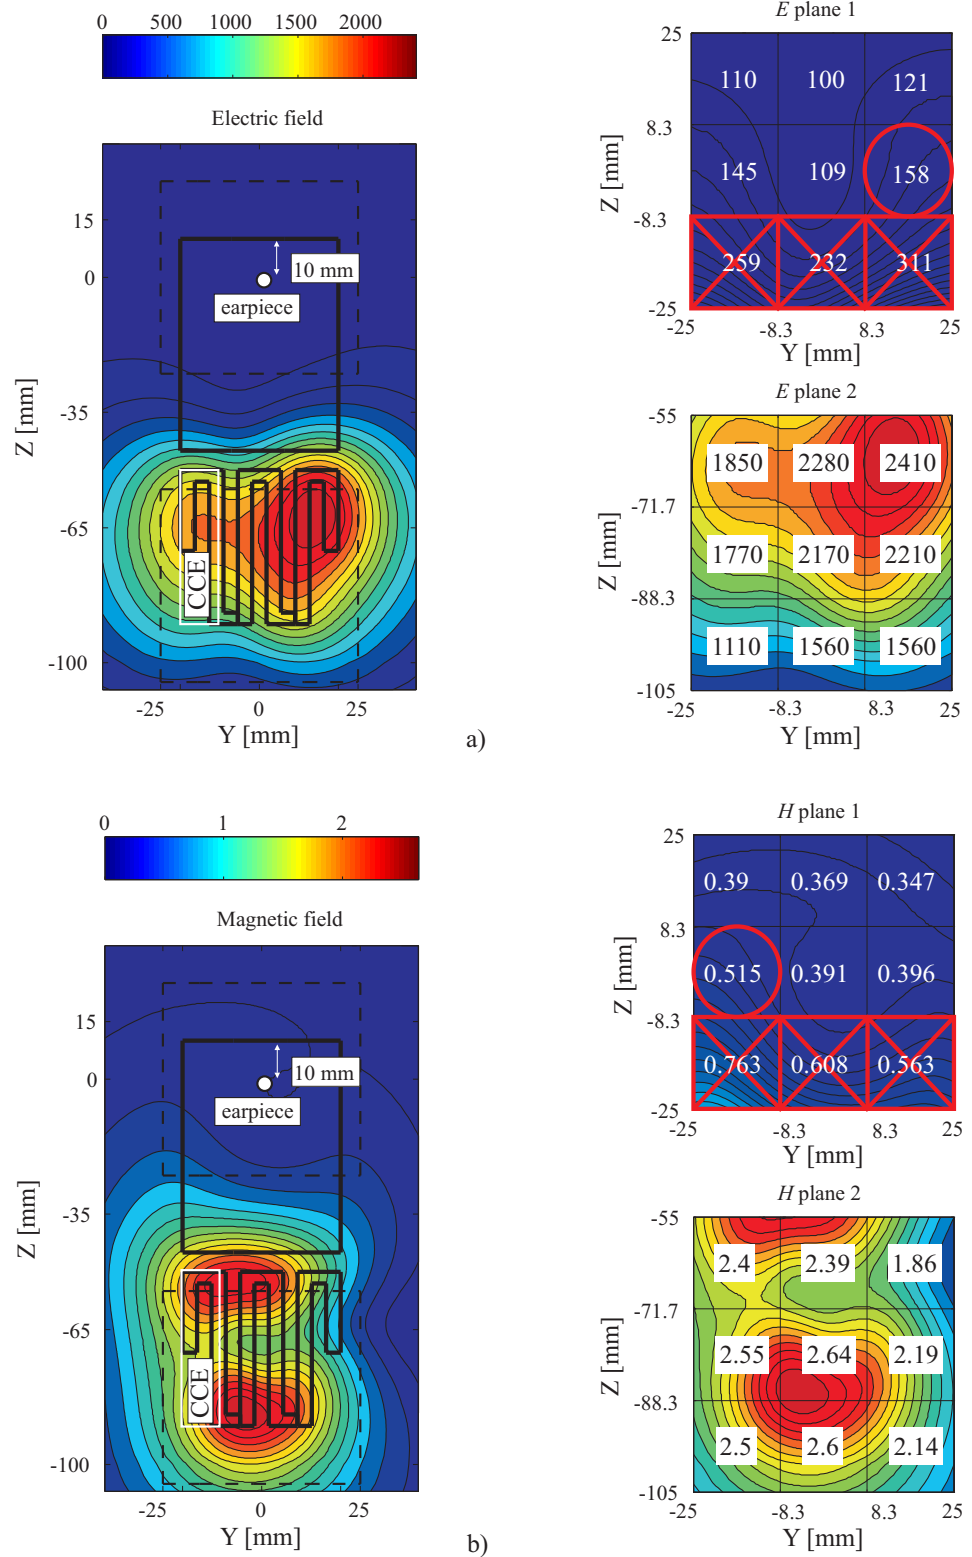 0 500 1000 1500 2000
Electric field
Z [mm]
15
0
-35
-65
-100
10 mm
earpiece
CCE
-25 0 25
Y [mm]
E plane 1
Z [mm]
25
8.3
-8.3
-25
110 100 121
145 109 158
259 232 311
-25 -8.3 8.3 25
Y [mm]
E plane 2
Z [mm]
-55
-71.7
-88.3
-105
1850 2280 2410
1770 2170 2210
1110 1560 1560
-25 -8.3 8.3 25
Y [mm]
a)
0 1 2
Magnetic field
Z [mm]
15
0
-35
-65
-100
10 mm
earpiece
CCE
-25 0 25
Y [mm]
H plane 1
Z [mm]
25
8.3
-8.3
-25
0.39 0.369 0.347
0.515 0.391 0.396
0.763 0.608 0.563
-25 -8.3 8.3 25
Y [mm]
H plane 2
Z [mm]
-55
-71.7
-88.3
-105
2.4 2.39 1.86
2.55 2.64 2.19
2.5 2.6 2.14
-25 -8.3 8.3 25
Y [mm]
b)